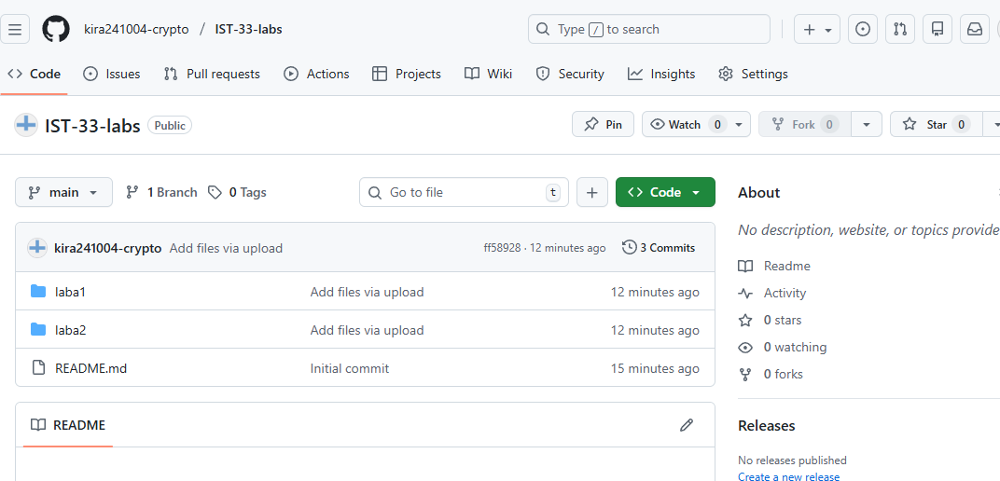 kira241004-crypto / IST-33-labs
Type / to search
Code Issues Pull requests Actions Projects Wiki Security Insights Settings
IST-33-labs Public
Pin Watch 0 Fork 0 Star 0
main 1 Branch 0 Tags Go to file t Code
About
No description, website, or topics provide
kira241004-crypto Add files via upload ff58928 · 12 minutes ago 3 Commits
Readme
laba1 Add files via upload 12 minutes ago
Activity
0 stars
laba2 Add files via upload 12 minutes ago
0 watching
README.md Initial commit 15 minutes ago
0 forks
README
Releases
No releases published
Create a new release